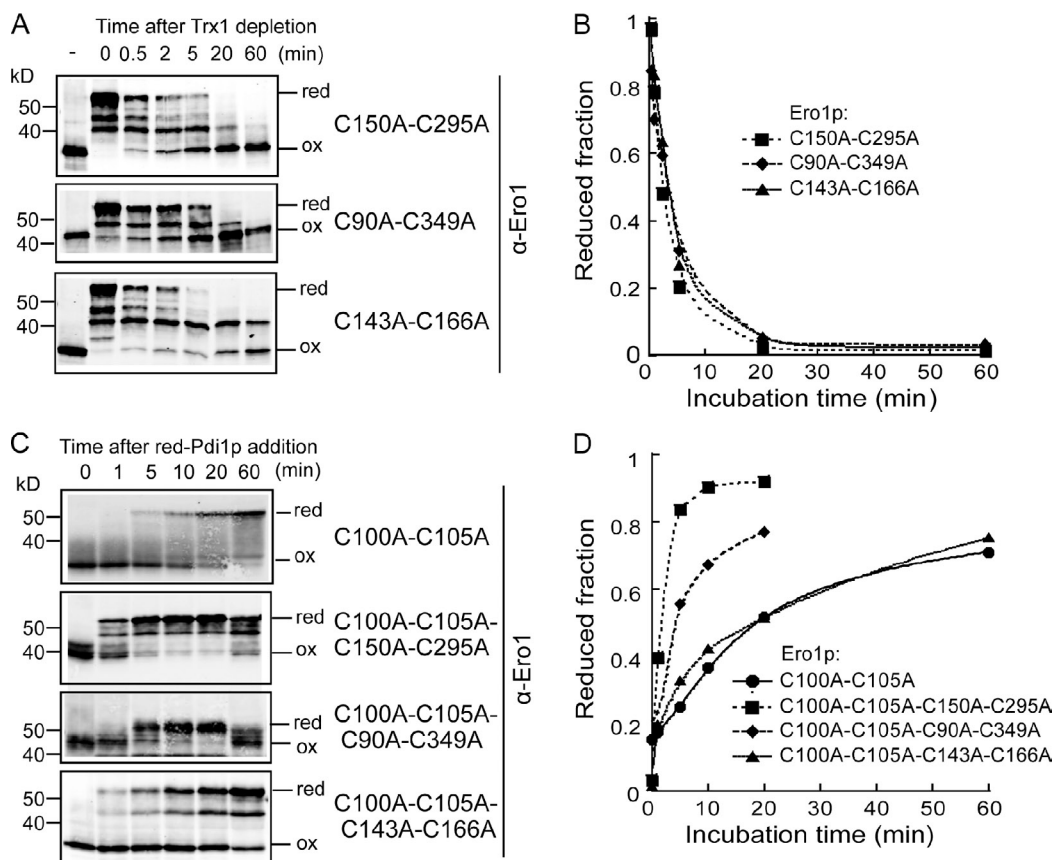 A
Time after Trx1 depletion
- 0 0.5 2 5 20 60 (min)
kD
50
40
red
ox
C150A-C295A
50
40
red
ox
C90A-C349A
50
40
red
ox
C143A-C166A
α-Ero1
B
Reduced fraction
1
0.8
0.6
0.4
0.2
0
0 10 20 30 40 50 60
Incubation time (min)
Ero1p:
C150A-C295A
C90A-C349A
C143A-C166A
C
Time after red-Pdi1p addition
0 1 5 10 20 60 (min)
kD
50
40
red
ox
C100A-C105A
50
40
red
ox
C100A-C105A-
C150A-C295A
50
40
red
ox
C100A-C105A-
C90A-C349A
50
40
red
ox
C100A-C105A-
C143A-C166A
α-Ero1
D
Reduced fraction
1
0.8
0.6
0.4
0.2
0
0 10 20 30 40 50 60
Incubation time (min)
Ero1p:
C100A-C105A
C100A-C105A-C150A-C295A
C100A-C105A-C90A-C349A
C100A-C105A-C143A-C166A